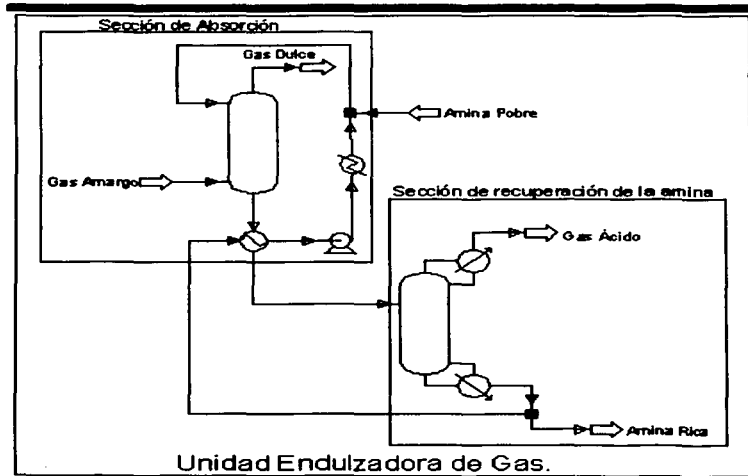 Sección de Absorción
Gas Dulce
Amina Pobre
Gas Amargo
Sección de recuperación de la amina
Gas Ácido
Amina Rica
Unidad Endulzadora de Gas.